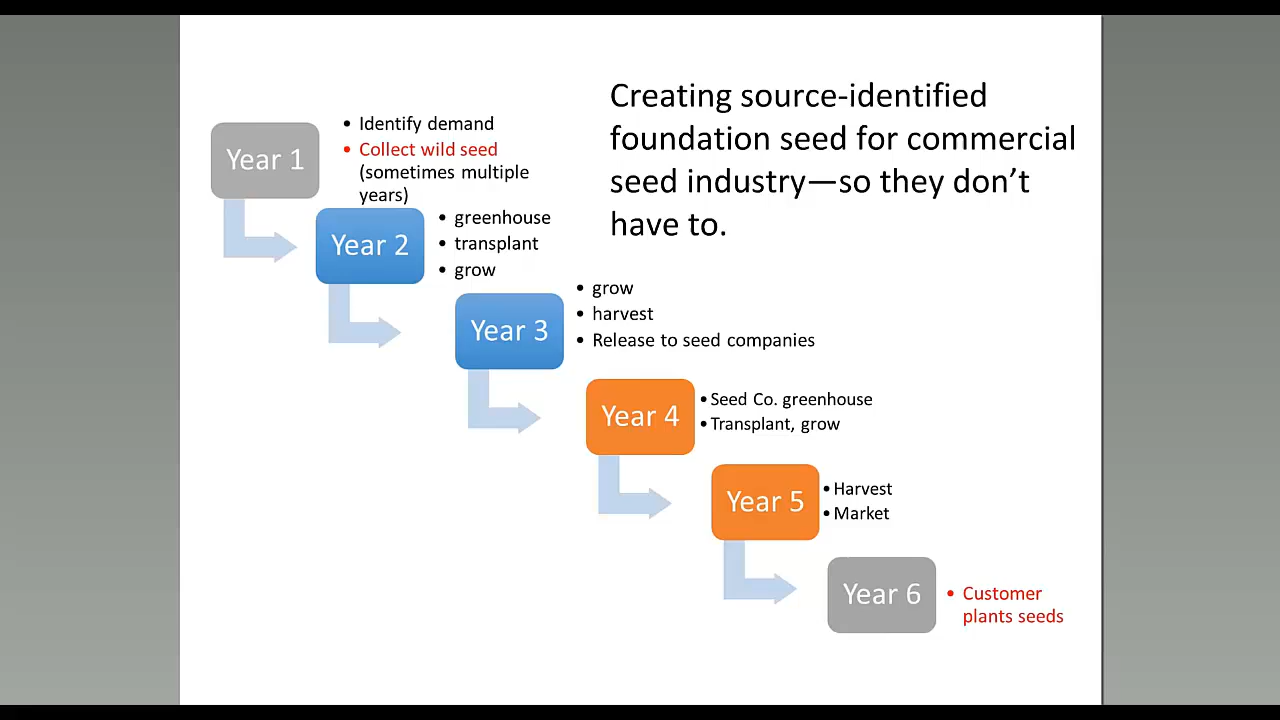 Creating source-identified
foundation seed for commercial
seed industry—so they don't
have to.
Year 1
• Identify demand
• Collect wild seed
(sometimes multiple
years)
Year 2
• greenhouse
• transplant
• grow
Year 3
• grow
• harvest
• Release to seed companies
Year 4
• Seed Co. greenhouse
• Transplant, grow
Year 5
• Harvest
• Market
Year 6
• Customer
plants seeds